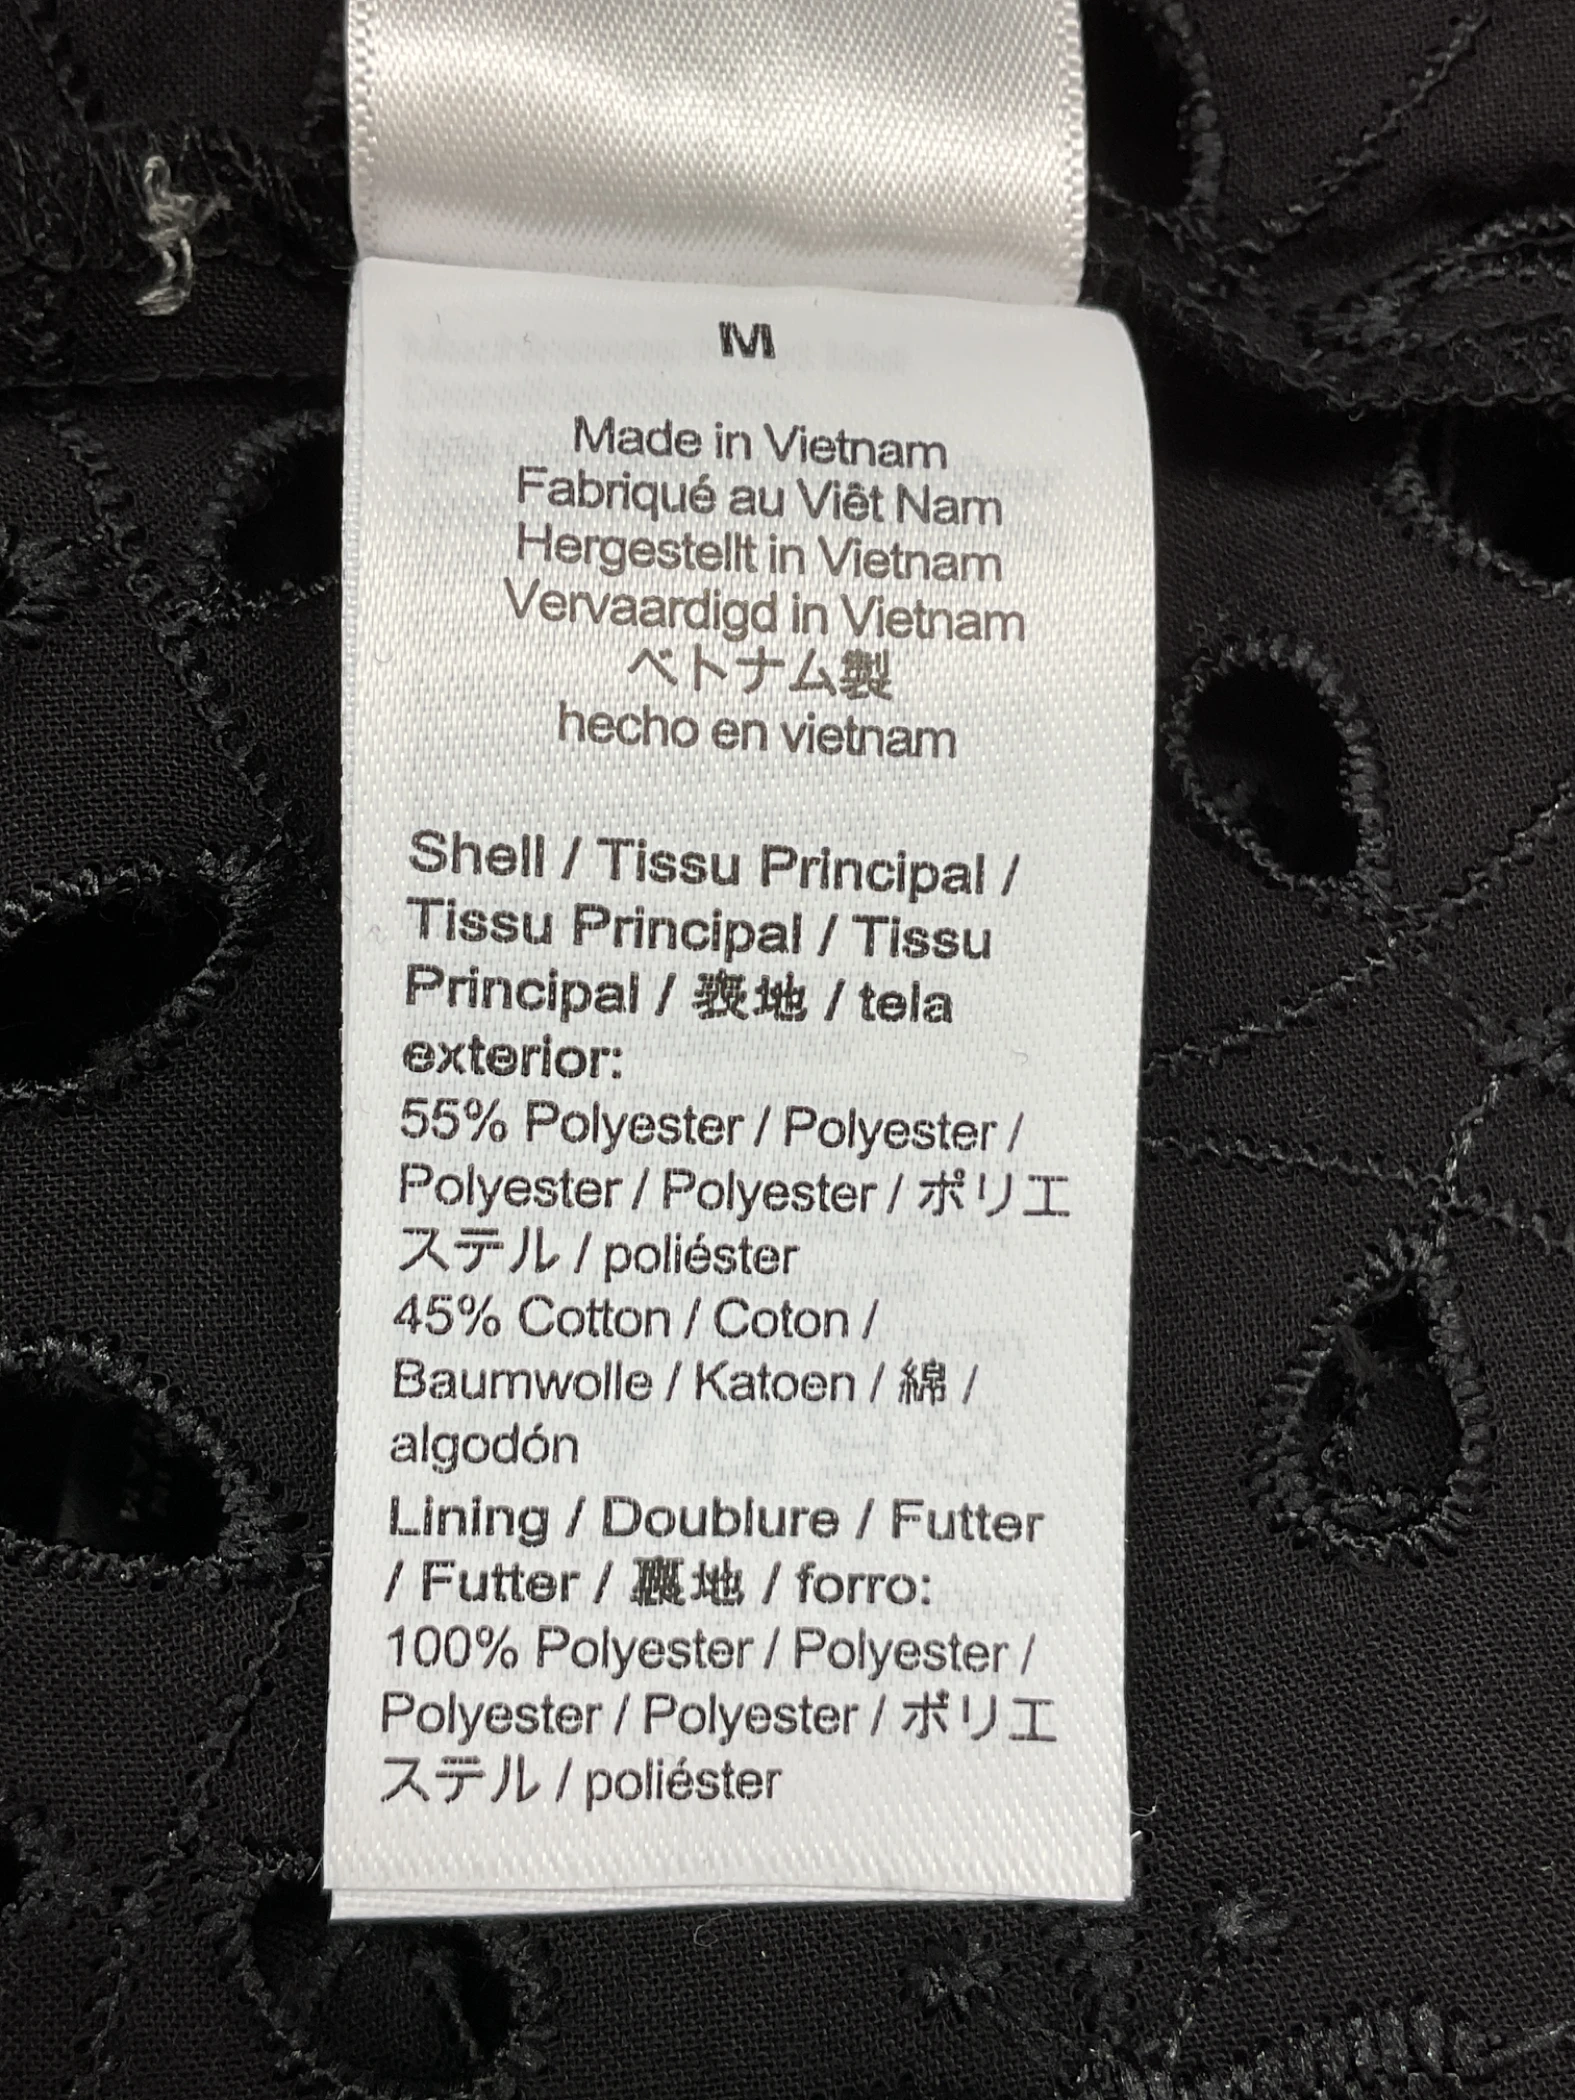 M
Made in Vietnam
Fabriqué au Viêt Nam
Hergestellt in Vietnam
Vervaardigd in Vietnam
ベトナム製
hecho en vietnam
Shell / Tissu Principal /
Tissu Principal / Tissu
Principal / 表地 / tela
exterior:
55% Polyester / Polyester /
Polyester / Polyester / ポリエ
ステル / poliéster
45% Cotton / Coton /
Baumwolle / Katoen / 綿 /
algodón
Lining / Doublure / Futter
/ Futter / 裏地 / forro:
100% Polyester / Polyester /
Polyester / Polyester / ポリエ
ステル / poliéster